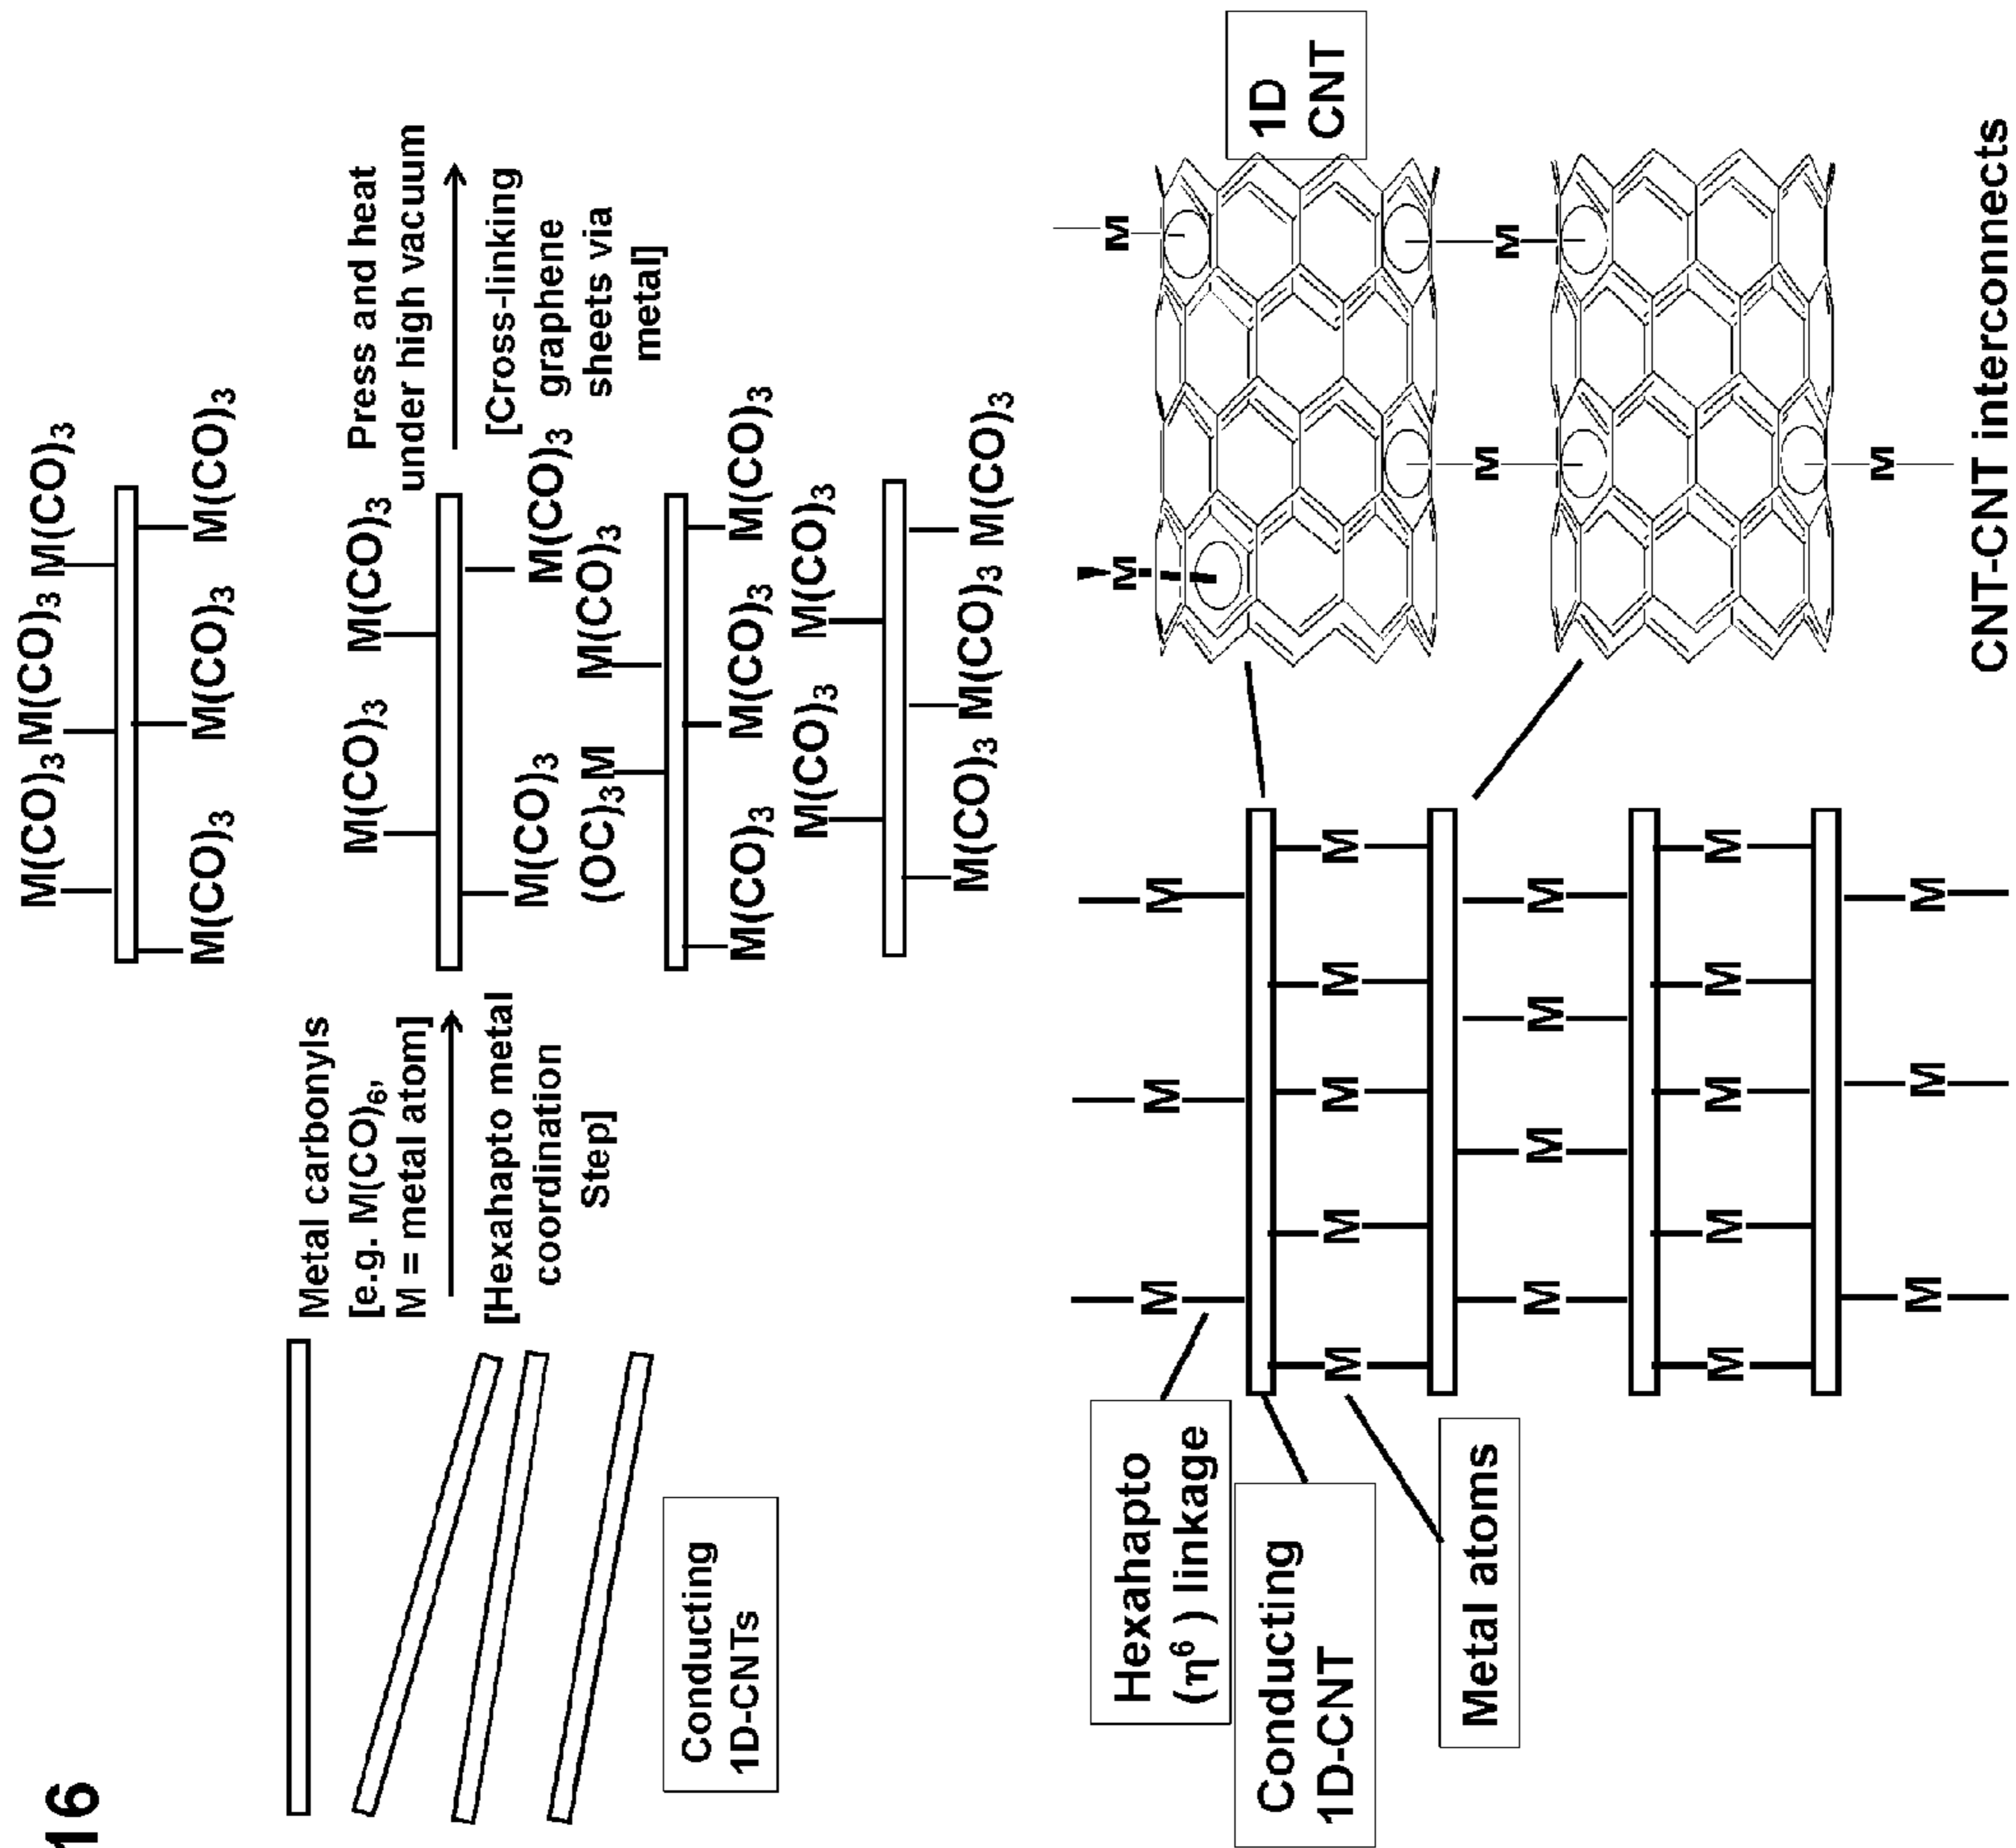 16
Conducting
1D-CNTs
Metal carbonyls
[e.g. M(CO)₆,
M = metal atom]
[Hexahapto metal
coordination
Step]
M(CO)₃ M(CO)₃ M(CO)₃
M(CO)₃ M(CO)₃ M(CO)₃
M(CO)₃ M(CO)₃
M(CO)₃ M(CO)₃
(OC)₃M M(CO)₃
M(CO)₃ M(CO)₃ M(CO)₃
M(CO)₃ M(CO)₃
M(CO)₃ M(CO)₃ M(CO)₃
Press and heat
under high vacuum
[Cross-linking
graphene
sheets via
metal]
Hexahapto
(η⁶) linkage
Conducting
1D-CNT
Metal atoms
M M M
M M M M M
M M M M
M M M M M
M M M
M M
1D
CNT
M M
M
CNT-CNT interconnects